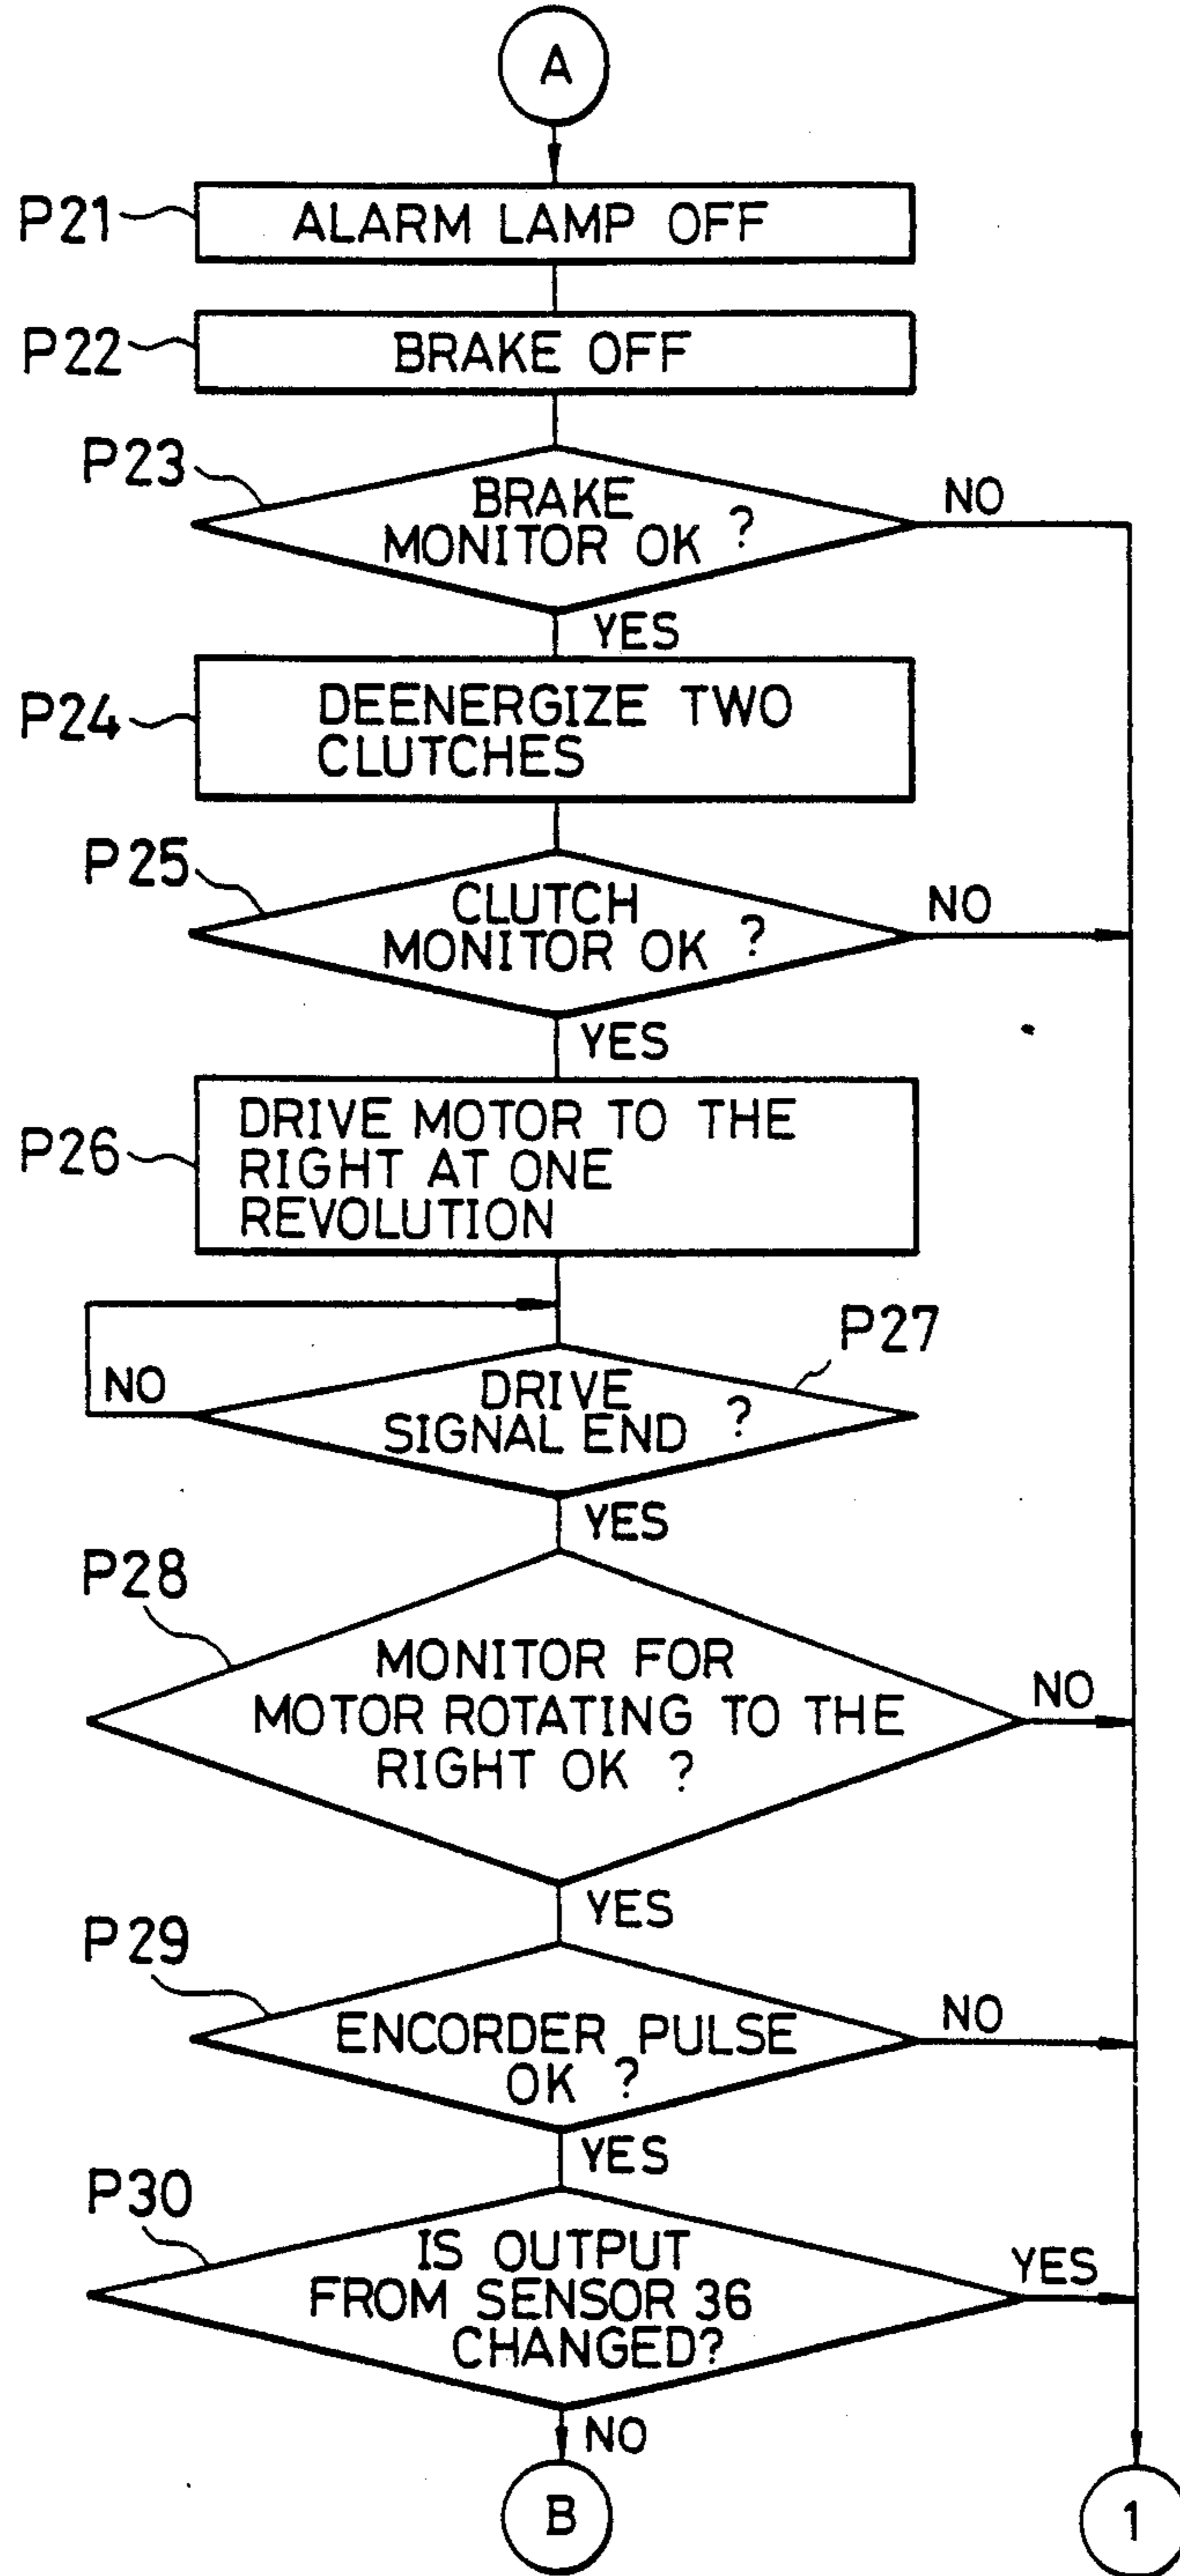 A
P21
ALARM LAMP OFF
P22
BRAKE OFF
P23
BRAKE
MONITOR OK ?
NO
YES
P24
DEENERGIZE TWO
CLUTCHES
P25
CLUTCH
MONITOR OK ?
NO
YES
P26
DRIVE MOTOR TO THE
RIGHT AT ONE
REVOLUTION
P27
NO
DRIVE
SIGNAL END ?
YES
P28
MONITOR FOR
MOTOR ROTATING TO THE
RIGHT OK ?
NO
YES
P29
ENCORDER PULSE
OK ?
NO
YES
P30
IS OUTPUT
FROM SENSOR 36
CHANGED?
YES
NO
B
1